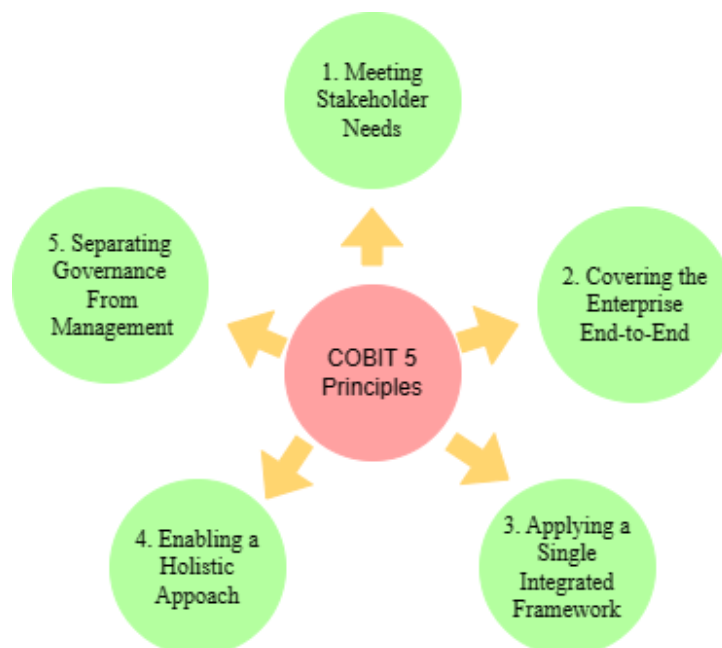 1. Meeting
Stakeholder
Needs
5. Separating
Governance
From
Management
2. Covering the
Enterprise
End-to-End
COBIT 5
Principles
4. Enabling a
Holistic
Appoach
3. Applying a
Single
Integrated
Framework